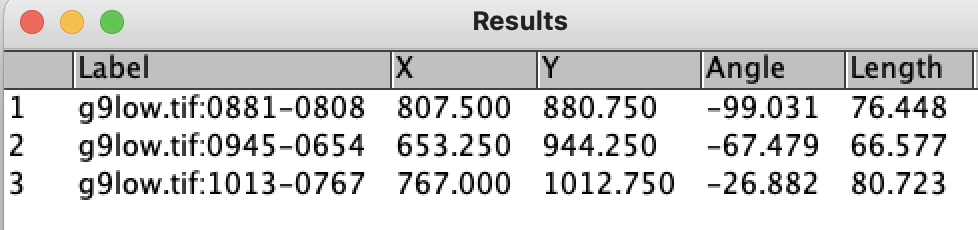 Results
Label X Y Angle Length
1 g9low.tif:0881-0808 807.500 880.750 -99.031 76.448
2 g9low.tif:0945-0654 653.250 944.250 -67.479 66.577
3 g9low.tif:1013-0767 767.000 1012.750 -26.882 80.723